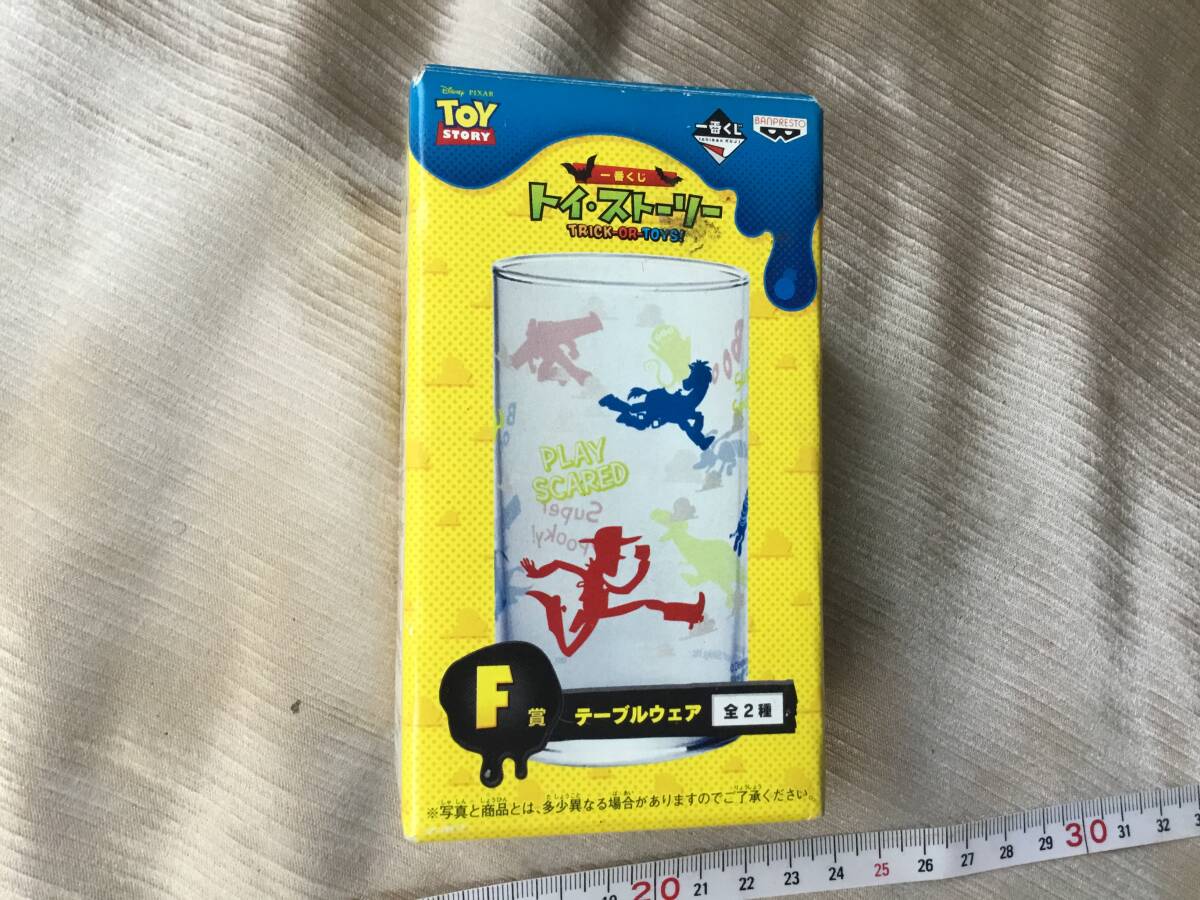 Disney PIXAR
TOY
STORY
一番くじ
ICHIBAN KUJI
BANPRESTO
一番くじ
トイ・ストーリー
TRICK-OR-TOYS!
Boo
PLAY
SCARED
Super
F賞
テーブルウェア
全2種
※写真と商品とは、多少異なる場合がありますのでご了承ください。
20 21 22 23 24 25 26 27 28 29 30 31 32